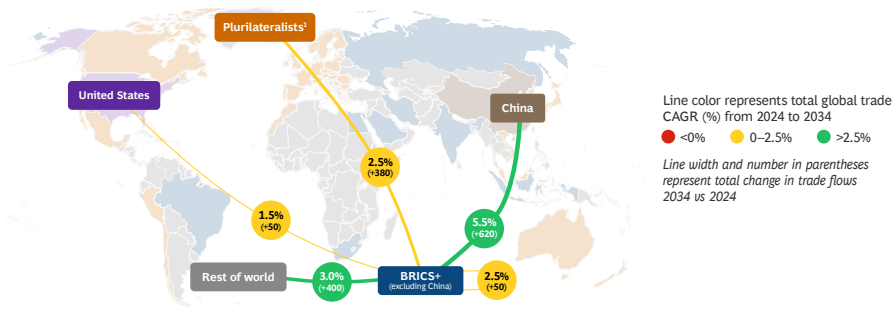 Plurilateralists¹
United States
China
Line color represents total global trade
CAGR (%) from 2024 to 2034
<0%
0–2.5%
>2.5%
Line width and number in parentheses
represent total change in trade flows
2034 vs 2024
2.5%
(+380)
1.5%
(+50)
5.5%
(+620)
Rest of world
3.0%
(+400)
BRICS+
(excluding China)
2.5%
(+50)